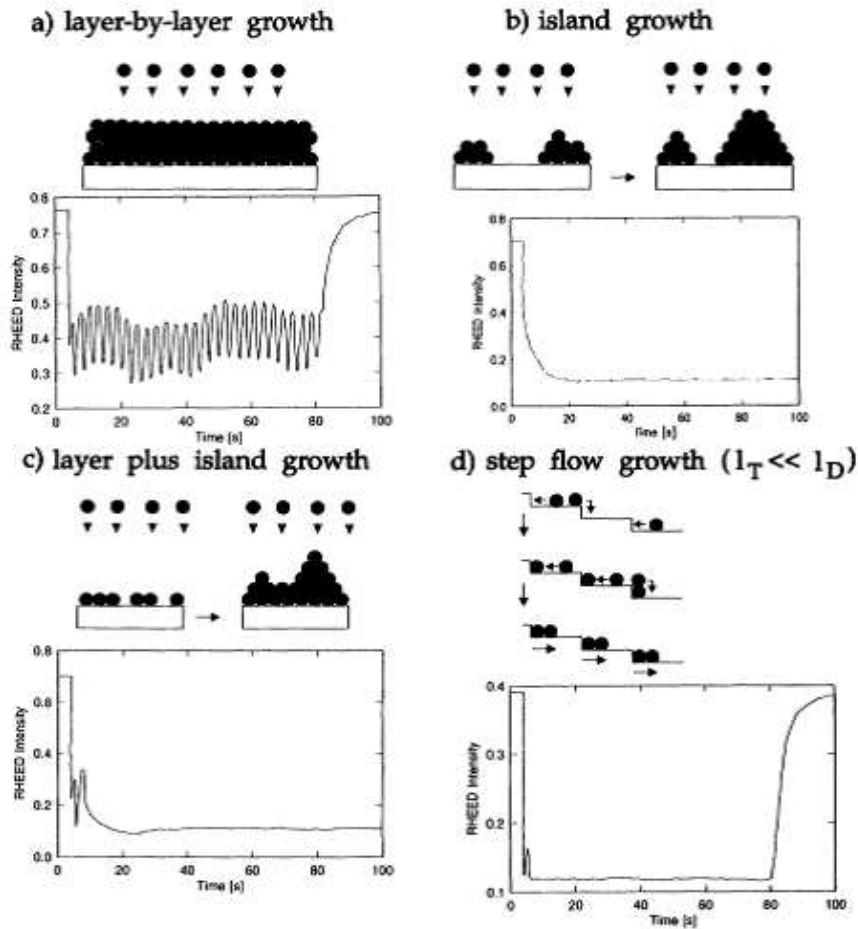 a) layer-by-layer growth
0.8
0.7
0.6
0.5
0.4
0.3
0.2
RHEED Intensity
0 20 40 60 80 100
Time [s]
b) island growth
0.8
0.6
0.4
0.2
0.0
RHEED Intensity
0 20 40 60 80 100
Time [s]
c) layer plus island growth
0.8
0.6
0.4
0.2
0.0
RHEED Intensity
0 20 40 60 80 100
Time [s]
d) step flow growth (l_T << l_D)
0.4
0.3
0.2
0.1
RHEED Intensity
0 20 40 60 80 100
Time [s]